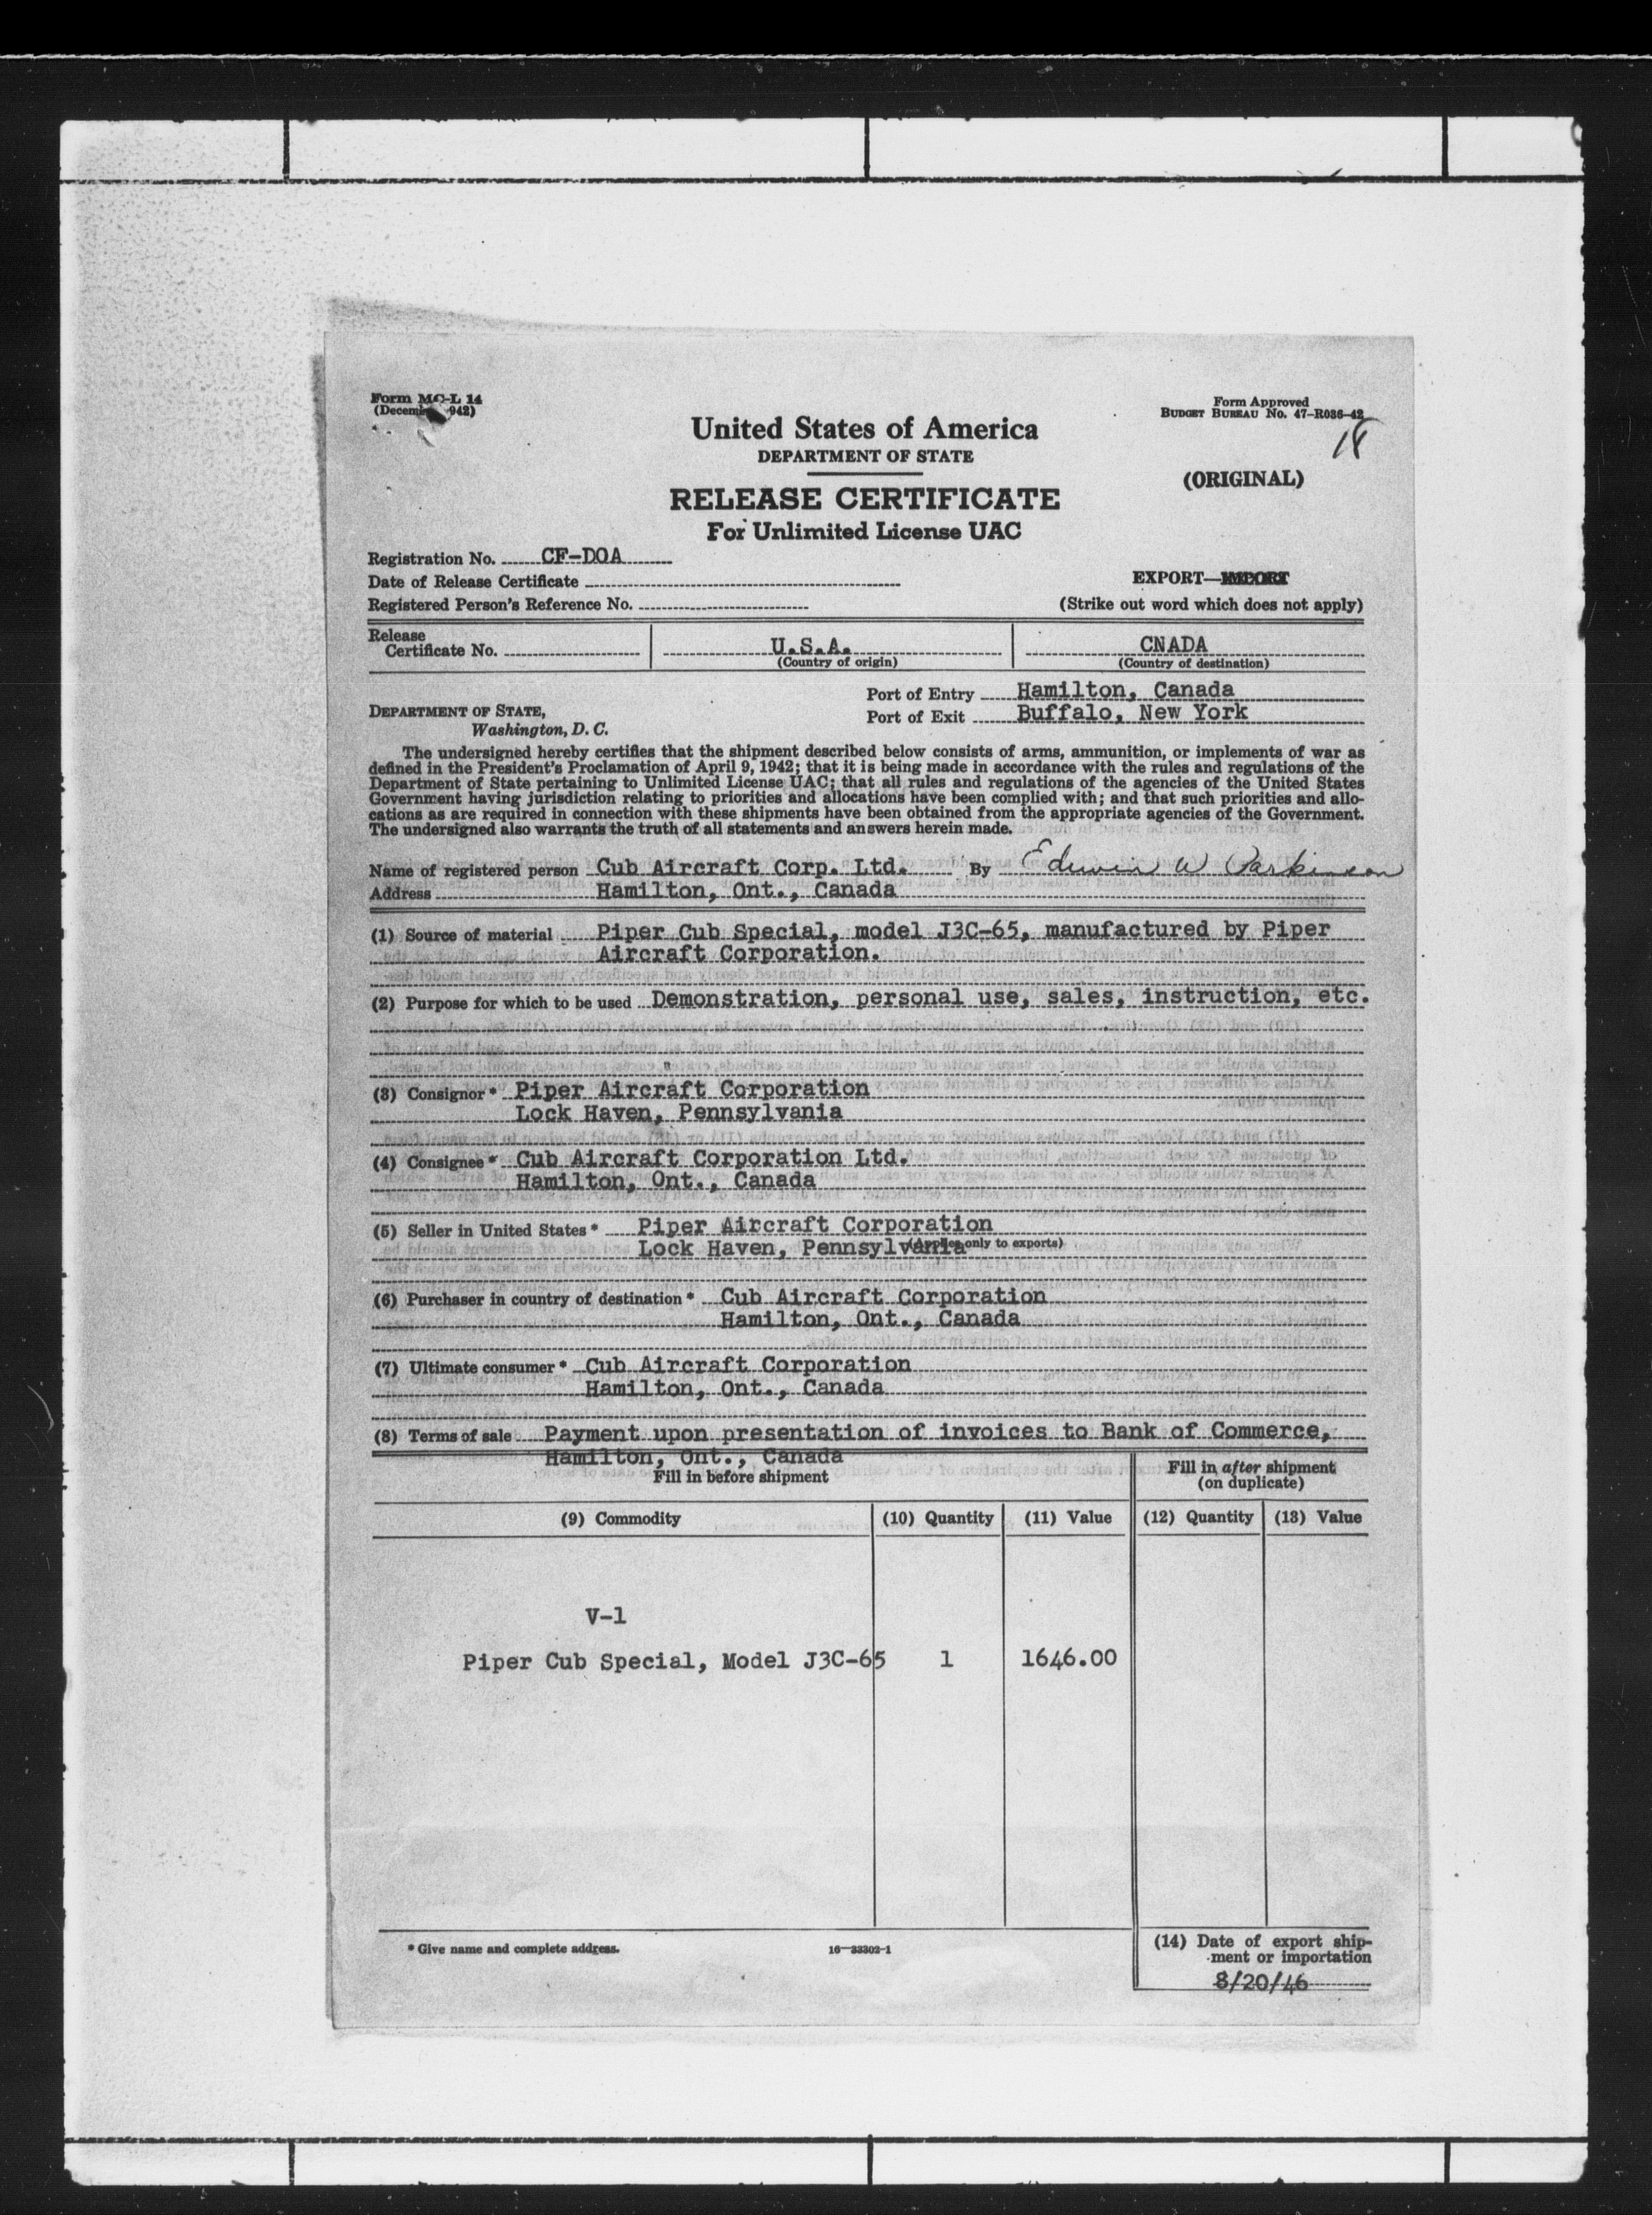 Form MC-L 14
(December 1942)
Form Approved
BUDGET BUREAU No. 47-R036-42
18
United States of America
DEPARTMENT OF STATE
(ORIGINAL)
RELEASE CERTIFICATE
For Unlimited License UAC
Registration No. CF-DOA
Date of Release Certificate
EXPORT—IMPORT
Registered Person's Reference No.
(Strike out word which does not apply)
Release
Certificate No.
U.S.A.
CNADA
(Country of origin)
(Country of destination)
Port of Entry Hamilton, Canada
DEPARTMENT OF STATE,
Port of Exit Buffalo, New York
Washington, D. C.
The undersigned hereby certifies that the shipment described below consists of arms, ammunition, or implements of war as
defined in the President's Proclamation of April 9, 1942; that it is being made in accordance with the rules and regulations of the
Department of State pertaining to Unlimited License UAC; that all rules and regulations of the agencies of the United States
Government having jurisdiction relating to priorities and allocations have been complied with; and that such priorities and allo-
cations as are required in connection with these shipments have been obtained from the appropriate agencies of the Government.
The undersigned also warrants the truth of all statements and answers herein made.
Name of registered person Cub Aircraft Corp. Ltd. By Edwin W Parkinson
Address Hamilton, Ont., Canada
(1) Source of material Piper Cub Special, model J3C-65, manufactured by Piper
Aircraft Corporation.
(2) Purpose for which to be used Demonstration, personal use, sales, instruction, etc.
(3) Consignor* Piper Aircraft Corporation
Lock Haven, Pennsylvania
(4) Consignee* Cub Aircraft Corporation Ltd.
Hamilton, Ont., Canada
(5) Seller in United States* Piper Aircraft Corporation
Lock Haven, Pennsylvania (Applies only to exports)
(6) Purchaser in country of destination* Cub Aircraft Corporation
Hamilton, Ont., Canada
(7) Ultimate consumer* Cub Aircraft Corporation
Hamilton, Ont., Canada
(8) Terms of sale Payment upon presentation of invoices to Bank of Commerce,
Hamilton, Ont., Canada
Fill in before shipment
Fill in after shipment
(on duplicate)
(9) Commodity (10) Quantity (11) Value (12) Quantity (13) Value
V-1
Piper Cub Special, Model J3C-65 1 1646.00
* Give name and complete address.
16—33302-1
(14) Date of export ship-
ment or importation
8/20/46